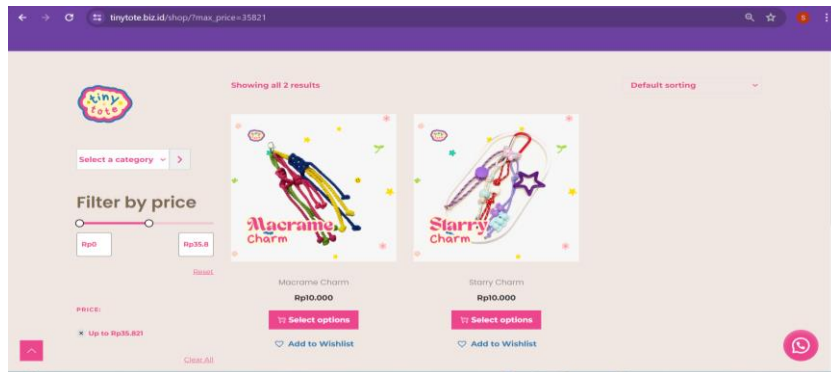 tinytote.biz.id/shop/?max_price=35821
S
tiny
tote
Showing all 2 results
Default sorting
Select a category
Filter by price
Rp0
Rp35.8
Reset
PRICE:
× Up to Rp35.821
Clear All
Macrame
Charm
Macrame Charm
Rp10.000
Select options
Add to Wishlist
Starry
Charm
Starry Charm
Rp10.000
Select options
Add to Wishlist